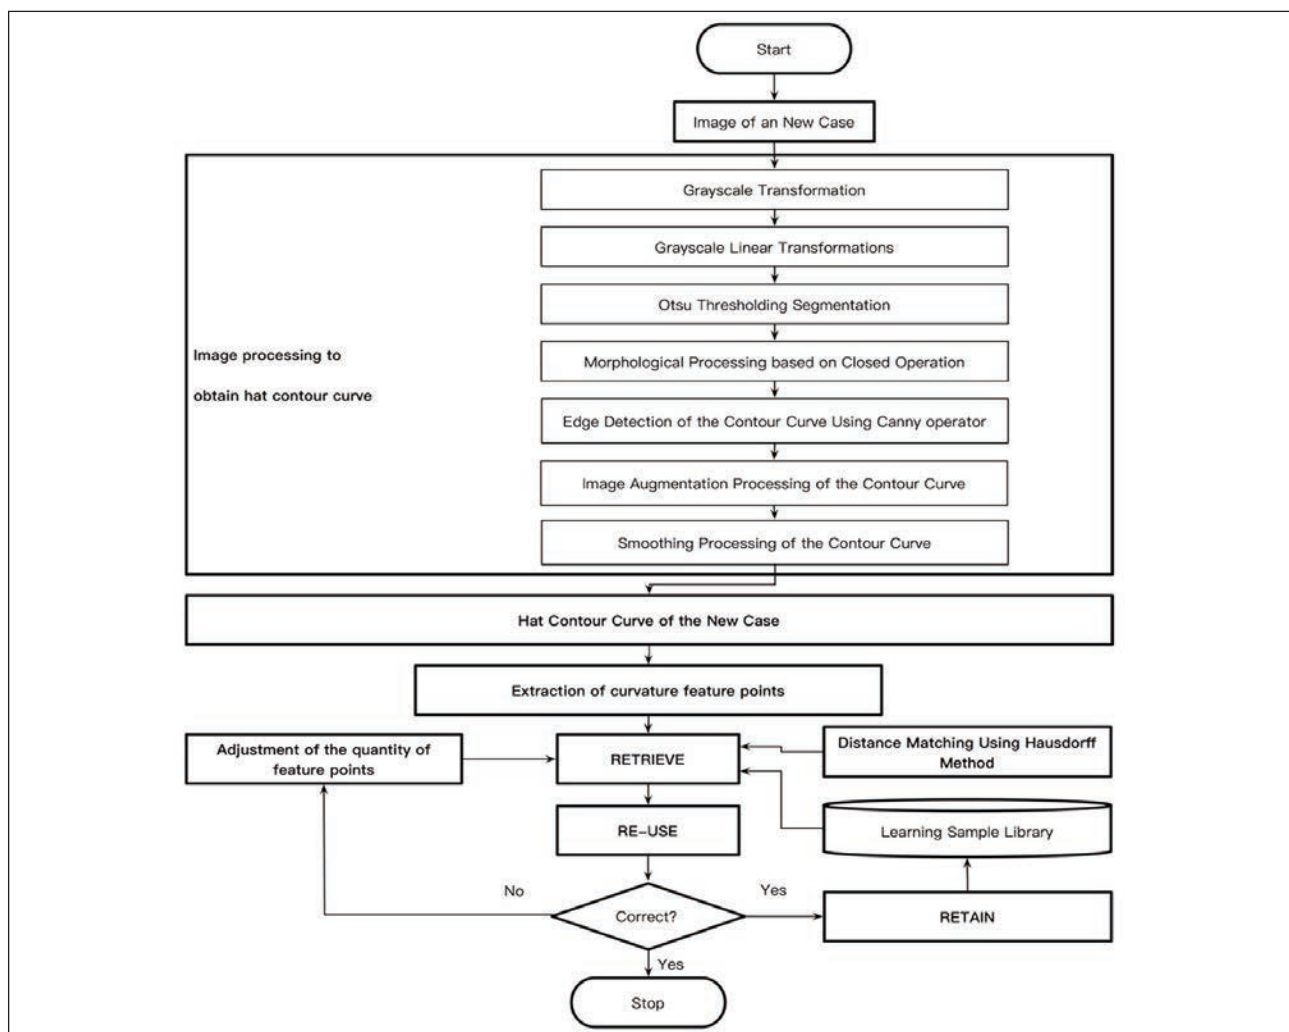 Start
Image of an New Case
Grayscale Transformation
Grayscale Linear Transformations
Otsu Thresholding Segmentation
Image processing to
obtain hat contour curve
Morphological Processing based on Closed Operation
Edge Detection of the Contour Curve Using Canny operator
Image Augmentation Processing of the Contour Curve
Smoothing Processing of the Contour Curve
Hat Contour Curve of the New Case
Extraction of curvature feature points
Adjustment of the quantity of
feature points
RETRIEVE
Distance Matching Using Hausdorff
Method
RE-USE
Learning Sample Library
No
Yes
Correct?
RETAIN
Yes
Stop